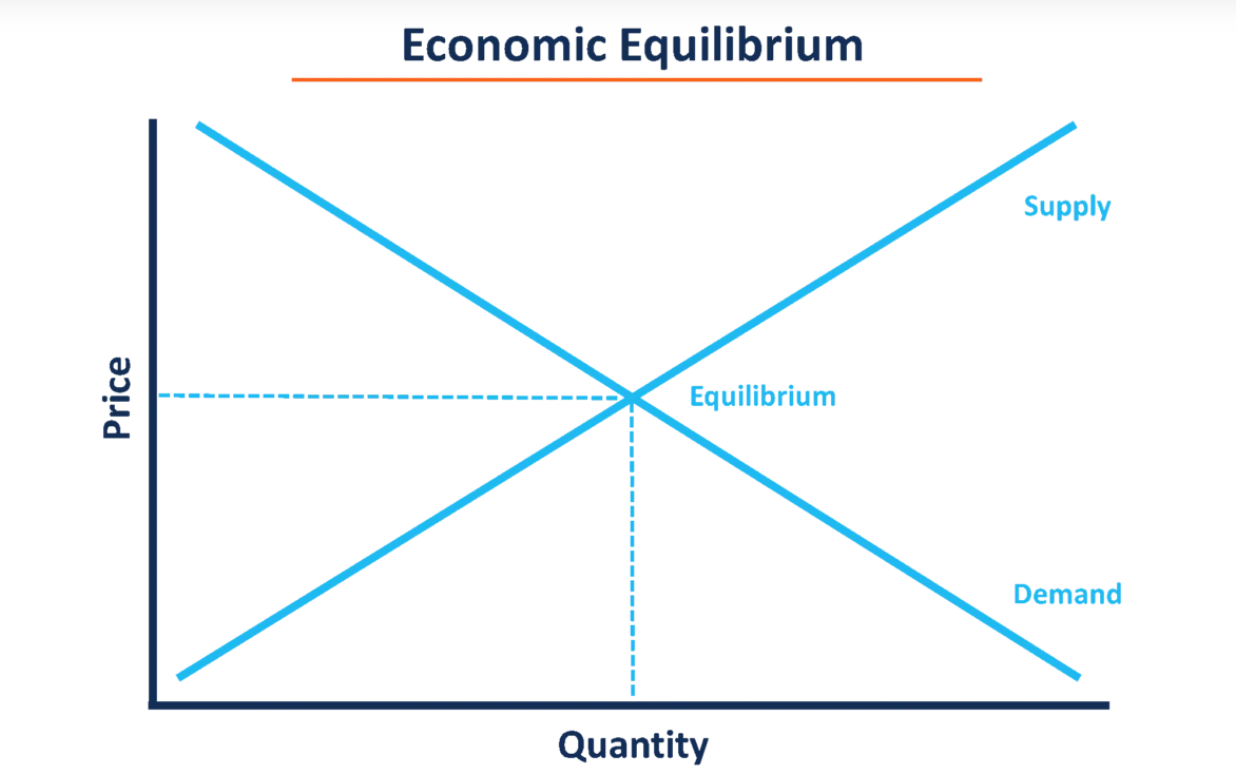 Economic Equilibrium
Supply
Price
Equilibrium
Demand
Quantity